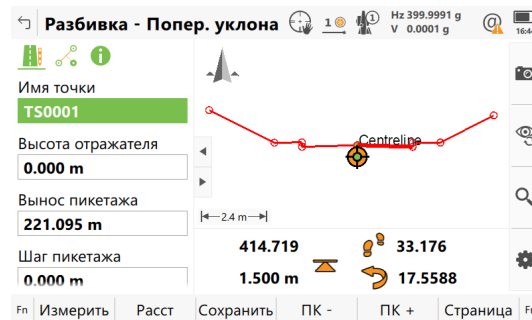 Разбивка - Попер. уклона
1
1
Hz 399.9991 g
V 0.0001 g
16:44
Имя точки
TS0001
Высота отражателя
0.000 m
Вынос пикетажа
221.095 m
Шаг пикетажа
0.000 m
Centreline
2.4 m
414.719
33.176
1.500 m
17.5588
Fn
Измерить
Расст
Сохранить
ПК -
ПК +
Страница